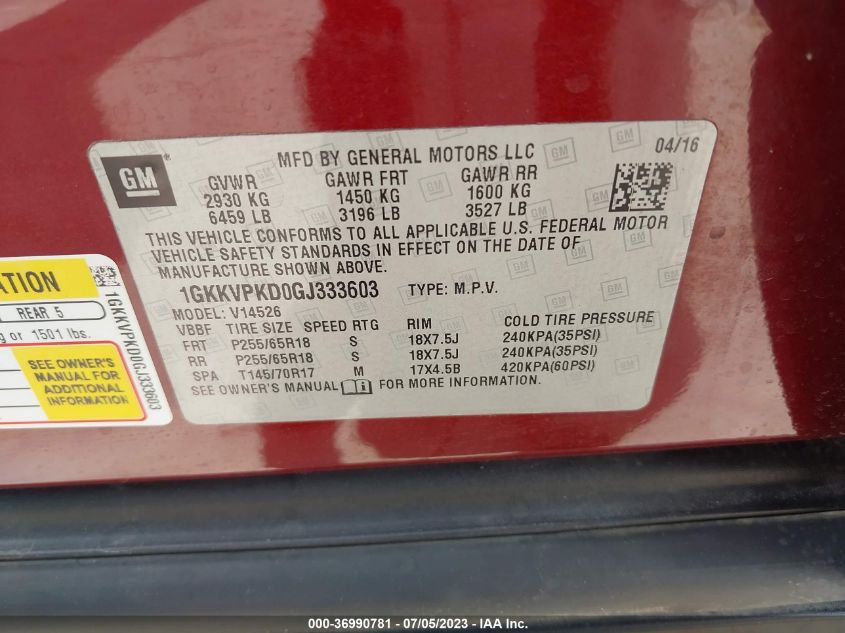 GM
MFD BY GENERAL MOTORS LLC
04/16
GVWR GAWR FRT GAWR RR
2930 KG 1450 KG 1600 KG
6459 LB 3196 LB 3527 LB
THIS VEHICLE CONFORMS TO ALL APPLICABLE U.S. FEDERAL MOTOR
VEHICLE SAFETY STANDARDS IN EFFECT ON THE DATE OF
MANUFACTURE SHOWN ABOVE.
1GKKVPKD0GJ333603 TYPE: M.P.V.
MODEL: V14526
VBBF TIRE SIZE SPEED RTG RIM COLD TIRE PRESSURE
FRT P255/65R18 S 18X7.5J 240KPA(35PSI)
RR P255/65R18 S 18X7.5J 240KPA(35PSI)
SPA T145/70R17 M 17X4.5B 420KPA(60PSI)
SEE OWNER'S MANUAL FOR MORE INFORMATION.
REAR 5
or 1501 lbs.
SEE OWNER'S
MANUAL FOR
ADDITIONAL
INFORMATION
1GKKVPKD0GJ333603
000-36990781 - 07/05/2023 - IAA Inc.